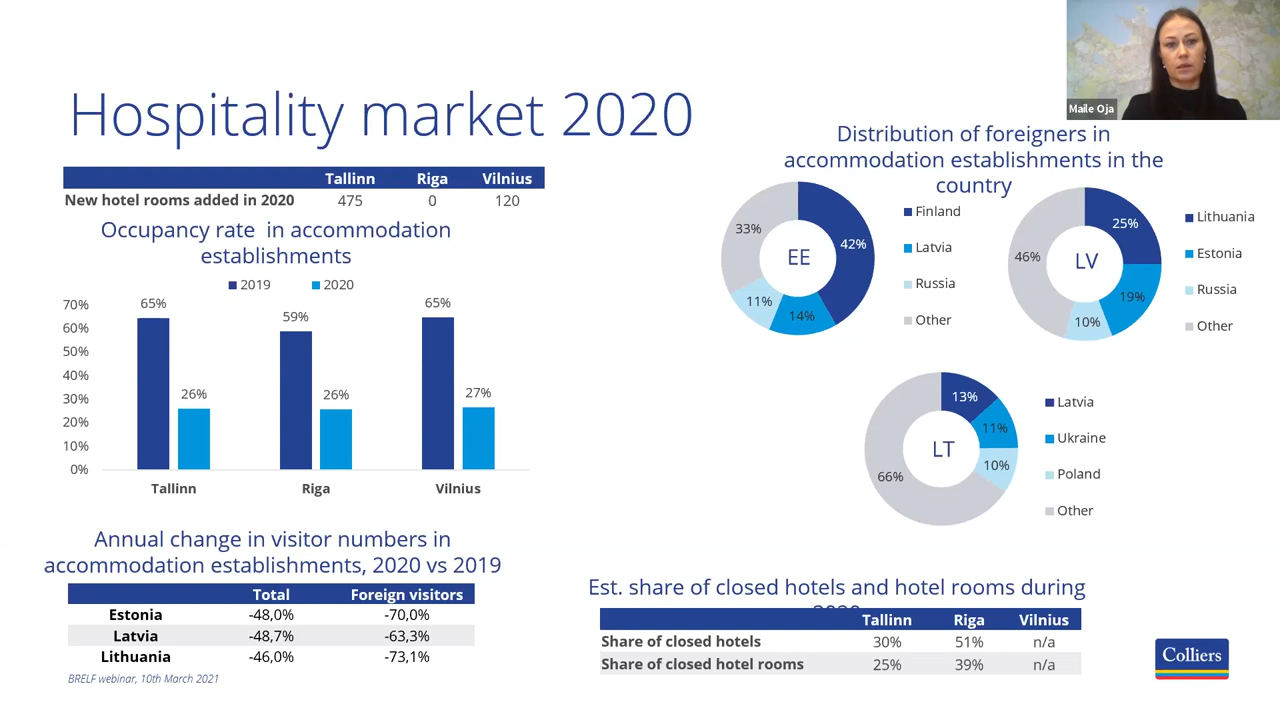 Maile Oja
Hospitality market 2020
Tallinn Riga Vilnius
New hotel rooms added in 2020 475 0 120
Occupancy rate in accommodation
establishments
2019 2020
70%
60%
50%
40%
30%
20%
10%
0%
65% 26%
59% 26%
65% 27%
Tallinn Riga Vilnius
Annual change in visitor numbers in
accommodation establishments, 2020 vs 2019
Total Foreign visitors
Estonia -48,0% -70,0%
Latvia -48,7% -63,3%
Lithuania -46,0% -73,1%
BRELF webinar, 10th March 2021
Distribution of foreigners in
accommodation establishments in the
country
EE
42%
14%
11%
33%
Finland
Latvia
Russia
Other
LV
25%
19%
10%
46%
Lithuania
Estonia
Russia
Other
LT
13%
11%
10%
66%
Latvia
Ukraine
Poland
Other
Est. share of closed hotels and hotel rooms during
Tallinn Riga Vilnius
Share of closed hotels 30% 51% n/a
Share of closed hotel rooms 25% 39% n/a
Colliers